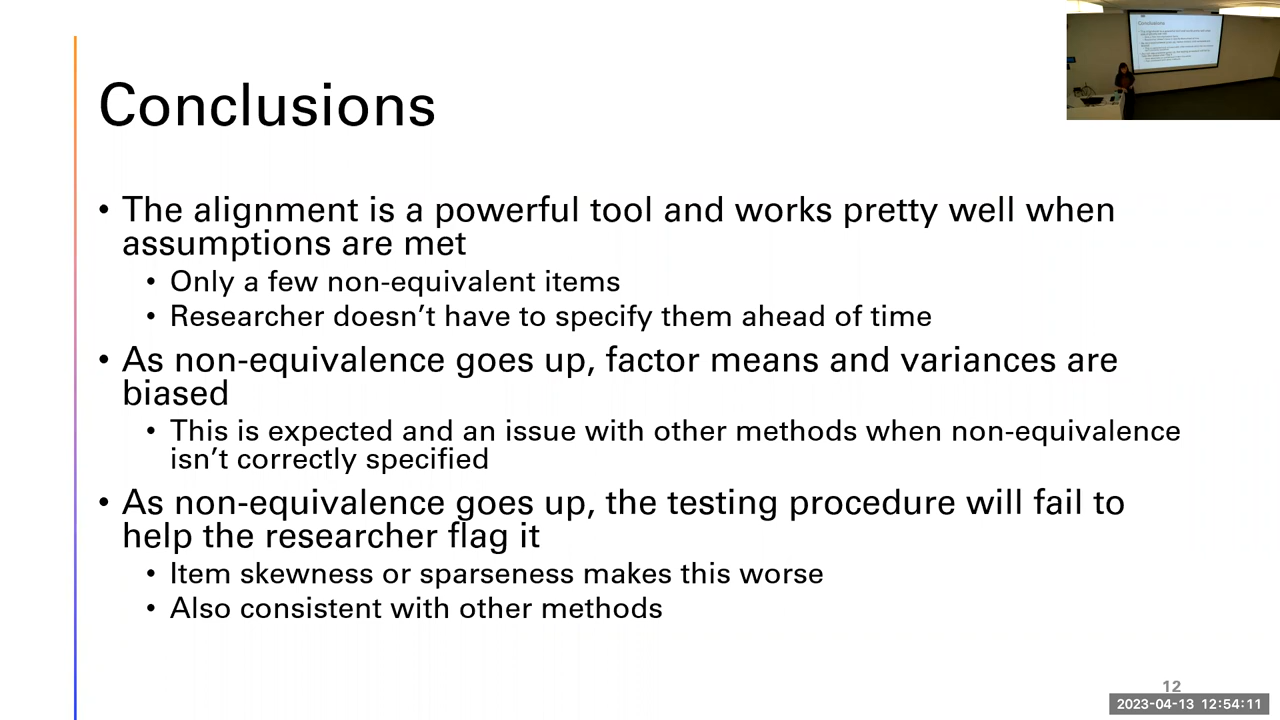 Conclusions
• The alignment is a powerful tool and works pretty well when
assumptions are met
• Only a few non-equivalent items
• Researcher doesn’t have to specify them ahead of time
• As non-equivalence goes up, factor means and variances are
biased
• This is expected and an issue with other methods when non-equivalence
isn’t correctly specified
• As non-equivalence goes up, the testing procedure will fail to
help the researcher flag it
• Item skewness or sparseness makes this worse
• Also consistent with other methods
12
2023-04-13 12:54:11
Conclusions